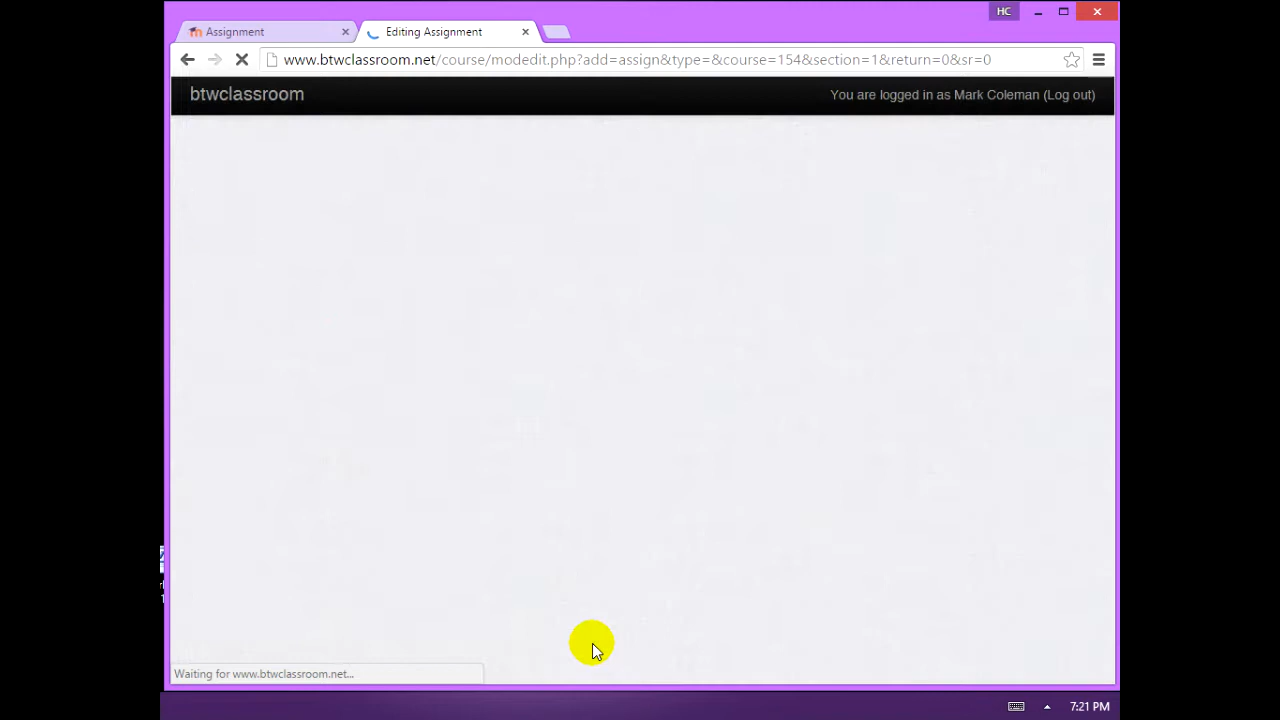 HC
Assignment
Editing Assignment
www.btwclassroom.net/course/modedit.php?add=assign&type=&course=154&section=1&return=0&sr=0
btwclassroom
You are logged in as Mark Coleman (Log out)
Waiting for www.btwclassroom.net...
7:21 PM